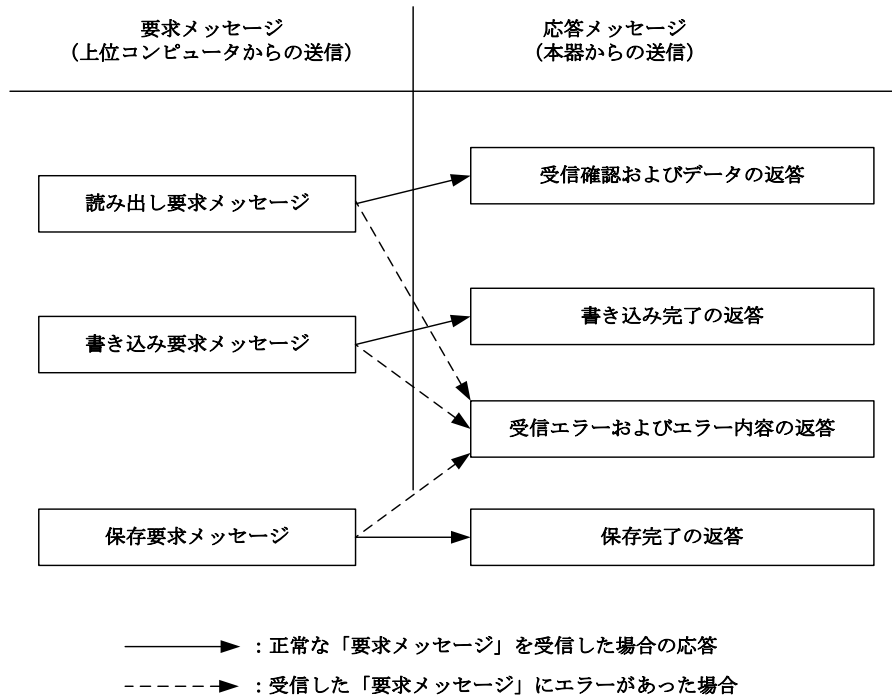 要求メッセージ
(上位コンピュータからの送信)
応答メッセージ
(本器からの送信)
読み出し要求メッセージ
受信確認およびデータの返答
書き込み要求メッセージ
書き込み完了の返答
受信エラーおよびエラー内容の返答
保存要求メッセージ
保存完了の返答
:正常な「要求メッセージ」を受信した場合の応答
:受信した「要求メッセージ」にエラーがあった場合